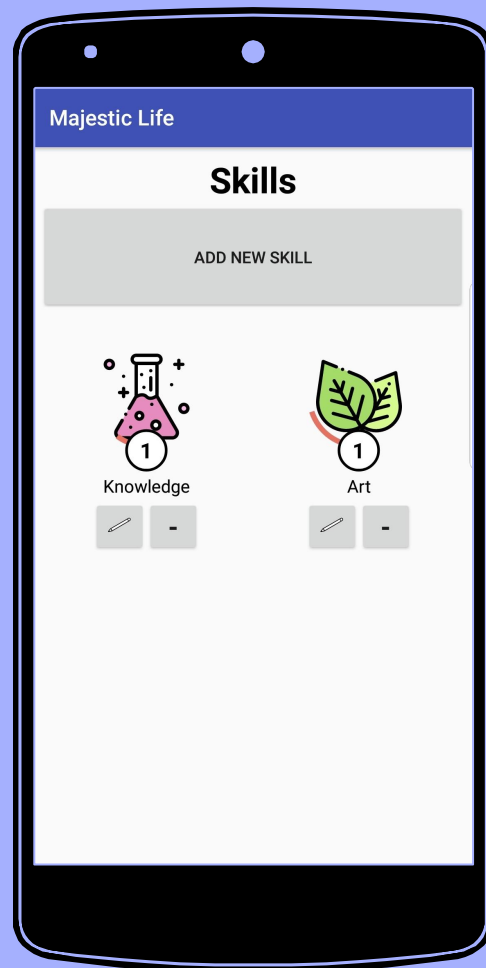 Majestic Life
Skills
ADD NEW SKILL
1 1
Knowledge Art
- -